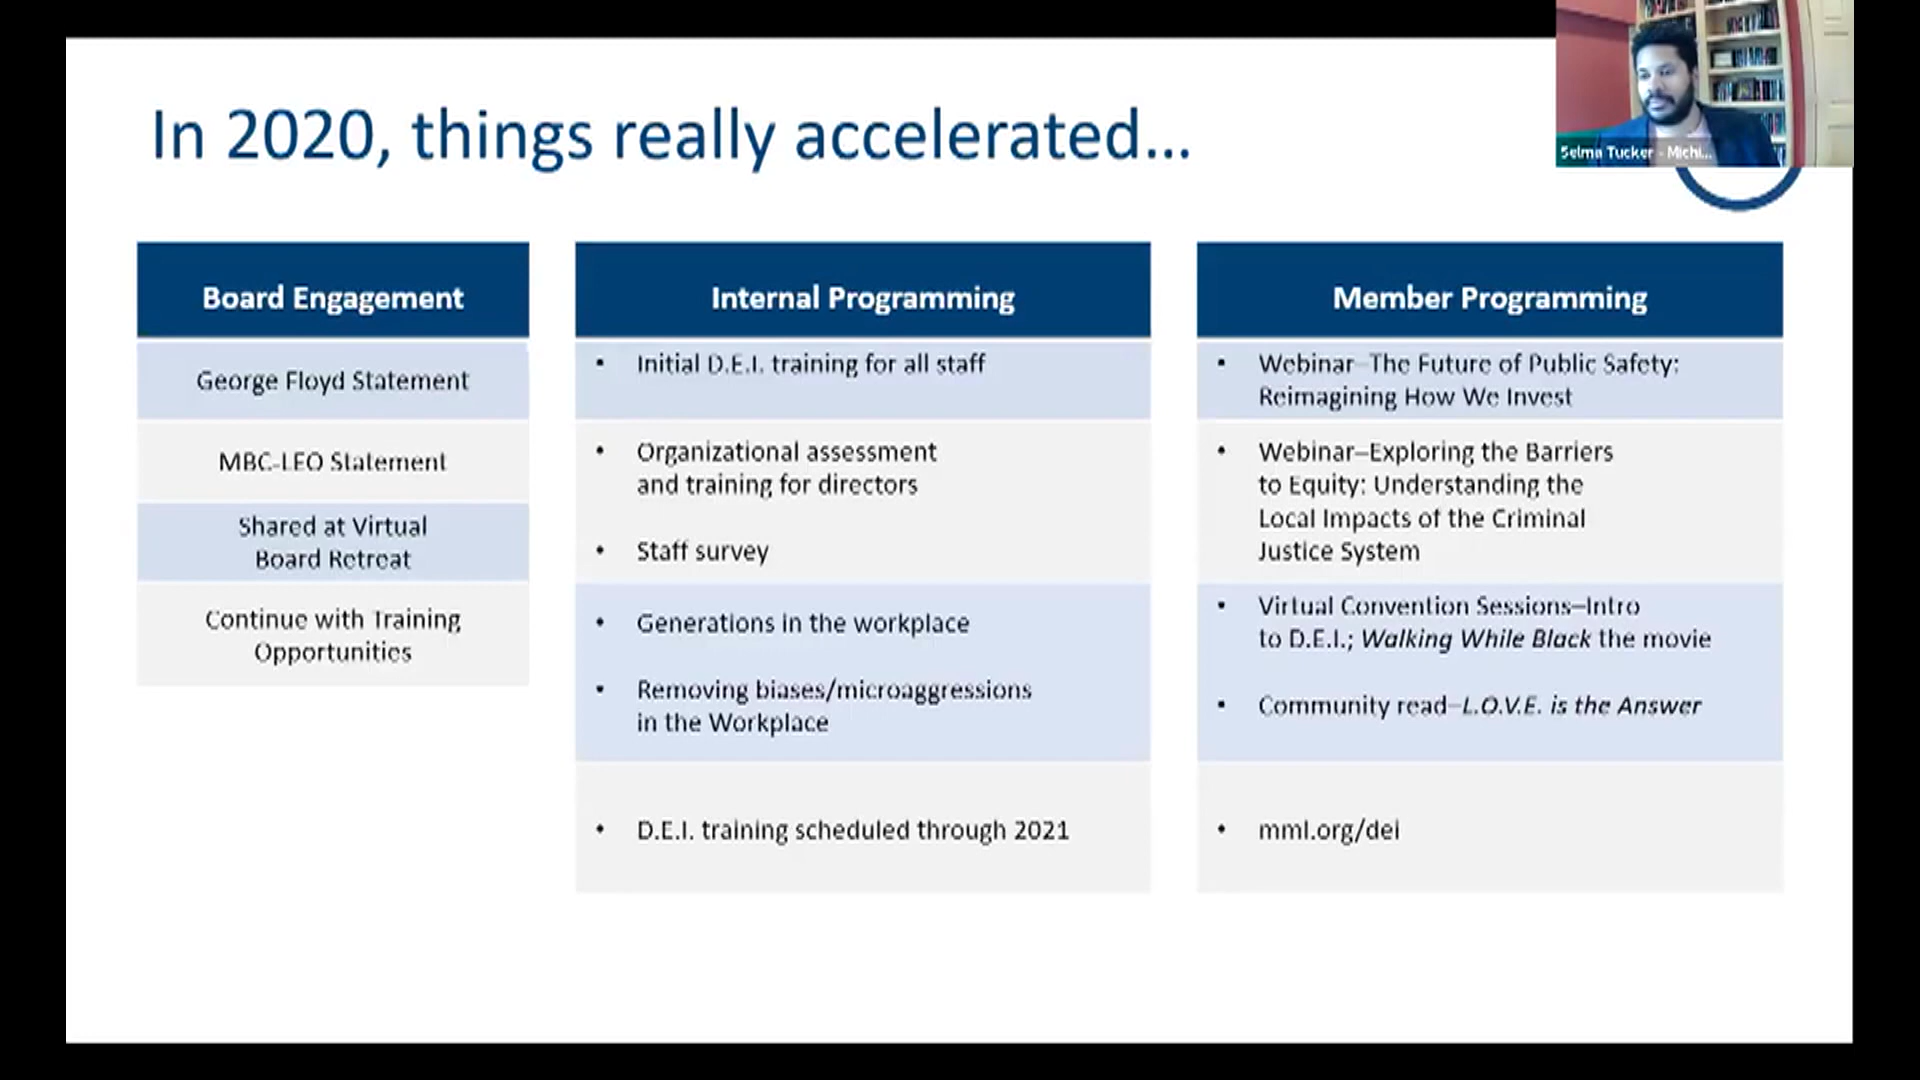 In 2020, things really accelerated...
Selma Tucker - Michi...
Board Engagement
George Floyd Statement
MBC-LEO Statement
Shared at Virtual
Board Retreat
Continue with Training
Opportunities
Internal Programming
• Initial D.E.I. training for all staff
• Organizational assessment
and training for directors
• Staff survey
• Generations in the workplace
• Removing biases/microaggressions
in the Workplace
• D.E.I. training scheduled through 2021
Member Programming
• Webinar–The Future of Public Safety:
Reimagining How We Invest
• Webinar–Exploring the Barriers
to Equity: Understanding the
Local Impacts of the Criminal
Justice System
• Virtual Convention Sessions–Intro
to D.E.I.; Walking While Black the movie
• Community read–L.O.V.E. is the Answer
• mml.org/dei